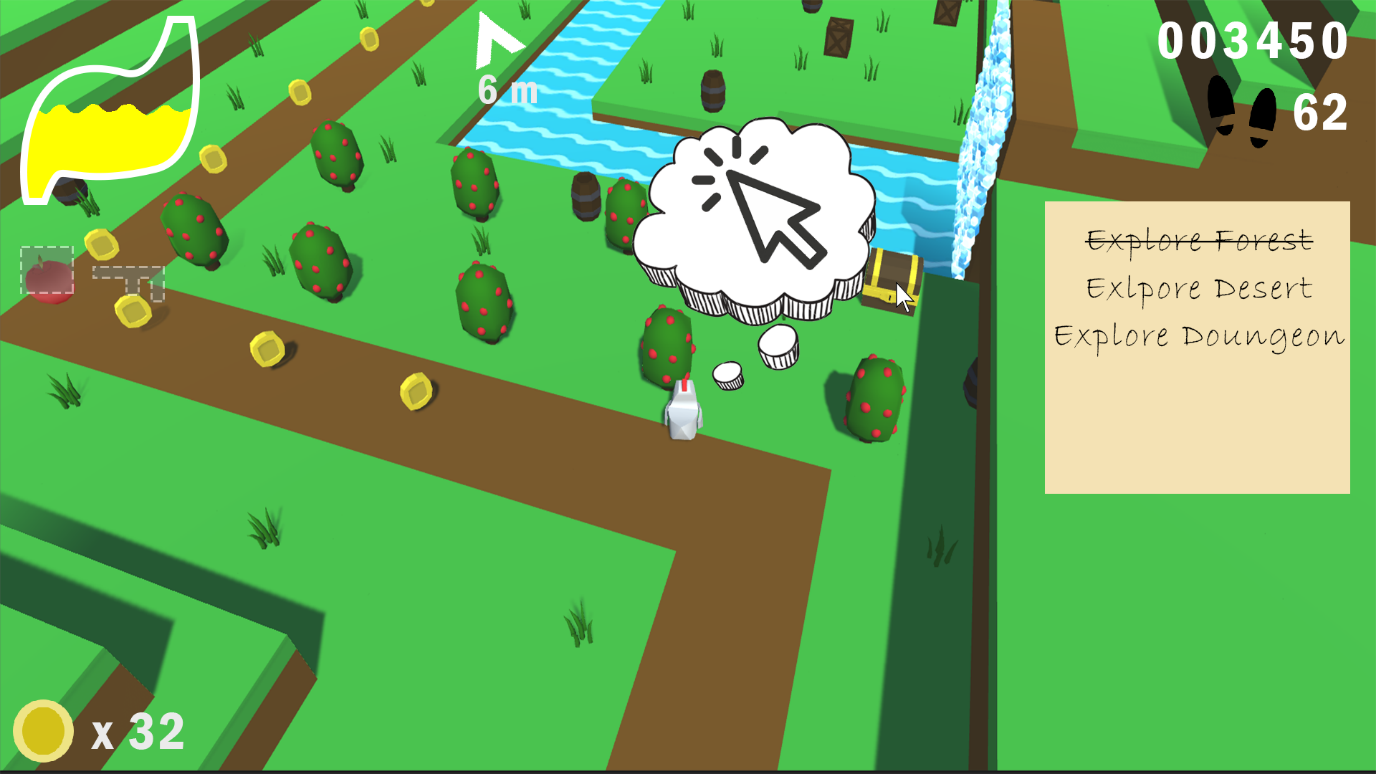 6 m
003450
62
Explore Forest
Exlpore Desert
Explore Doungeon
x 32